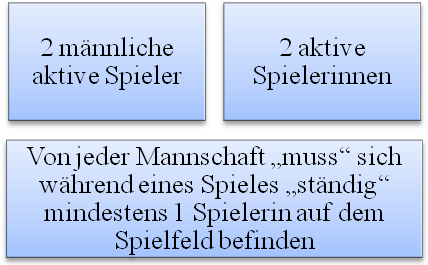 2 männliche
aktive Spieler
2 aktive
Spielerinnen
Von jeder Mannschaft „muss“ sich
während eines Spieles „ständig“
mindestens 1 Spielerin auf dem
Spielfeld befinden